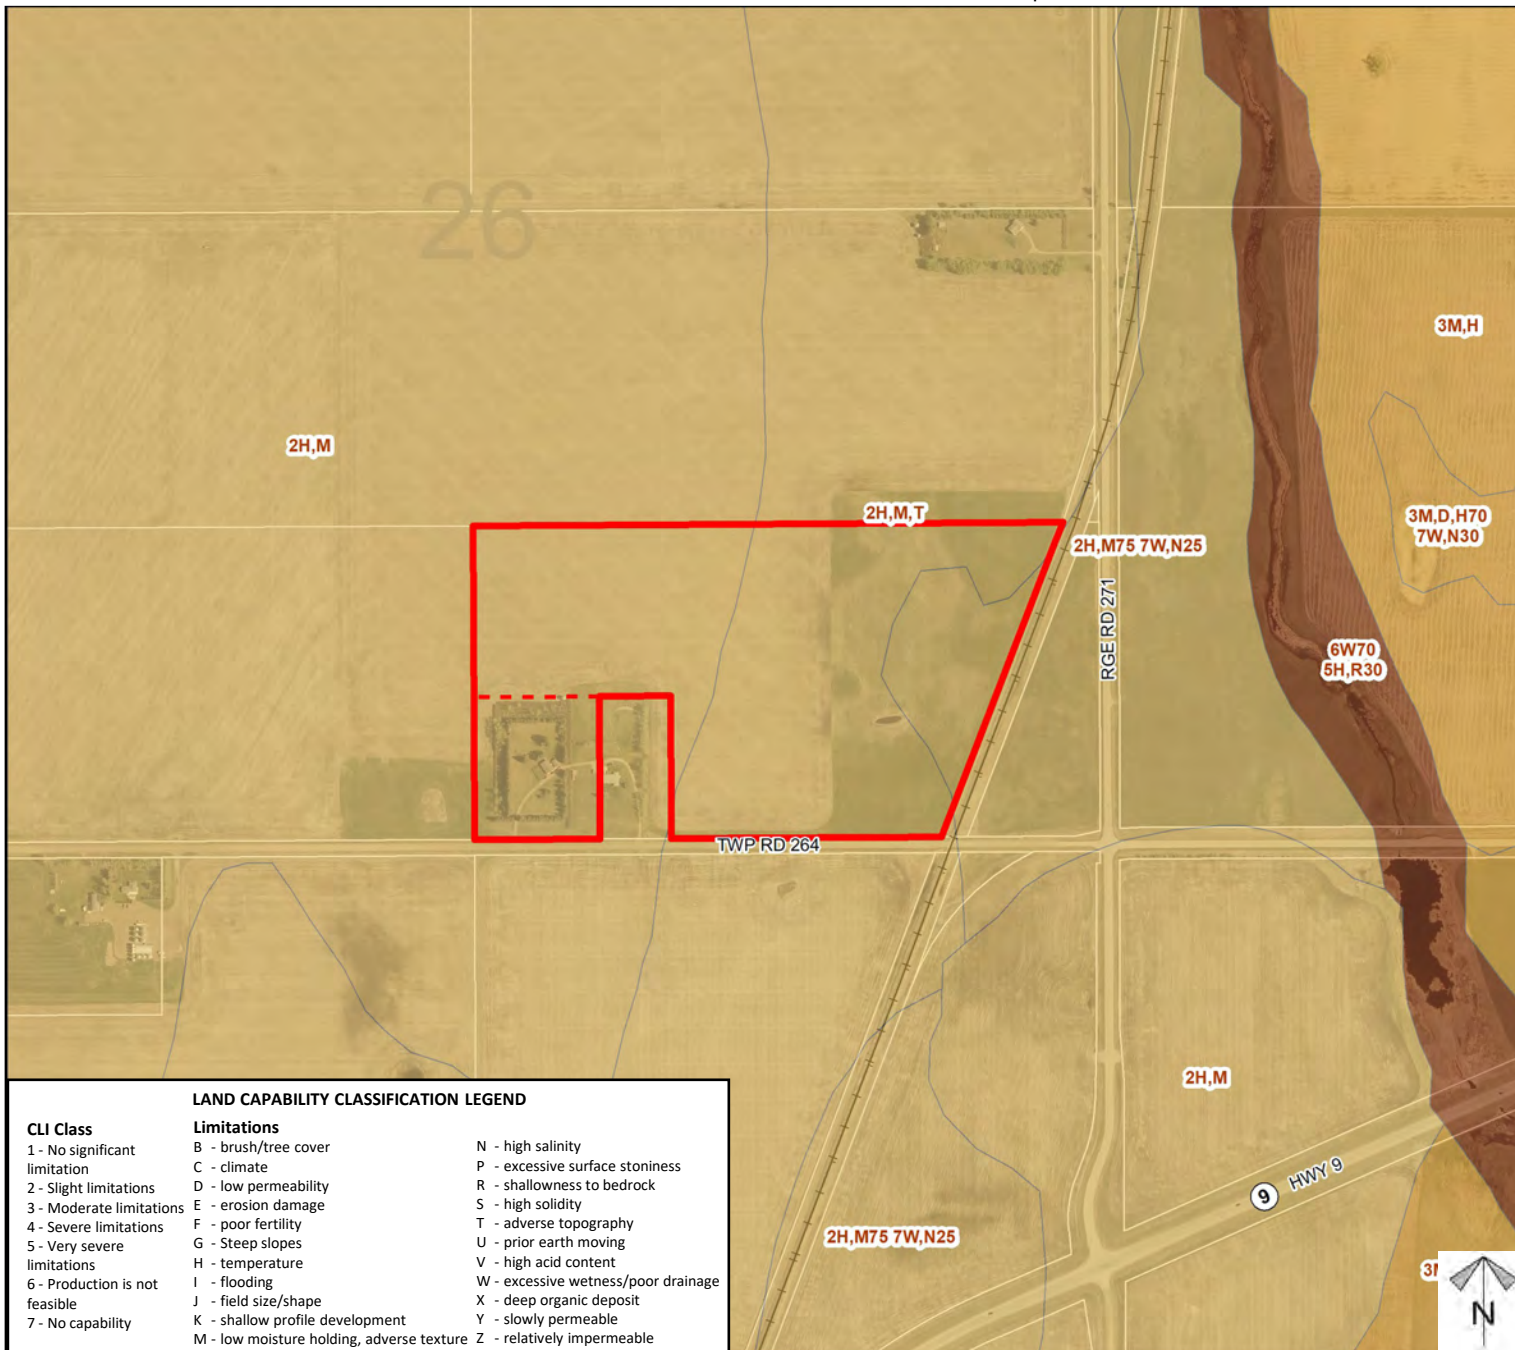 26
3M,H
2H,M
2H,M,T
3M,D,H70
7W,N30
2H,M75 7W,N25
RGE RD 271
6W70
5H,R30
TWP RD 264
2H,M
9 HWY 9
2H,M75 7W,N25
N
LAND CAPABILITY CLASSIFICATION LEGEND
CLI Class
1 - No significant
limitation
2 - Slight limitations
3 - Moderate limitations
4 - Severe limitations
5 - Very severe
limitations
6 - Production is not
feasible
7 - No capability
Limitations
B - brush/tree cover
C - climate
D - low permeability
E - erosion damage
F - poor fertility
G - Steep slopes
H - temperature
I - flooding
J - field size/shape
K - shallow profile development
M - low moisture holding, adverse texture
N - high salinity
P - excessive surface stoniness
R - shallowness to bedrock
S - high solidity
T - adverse topography
U - prior earth moving
V - high acid content
W - excessive wetness/poor drainage
X - deep organic deposit
Y - slowly permeable
Z - relatively impermeable